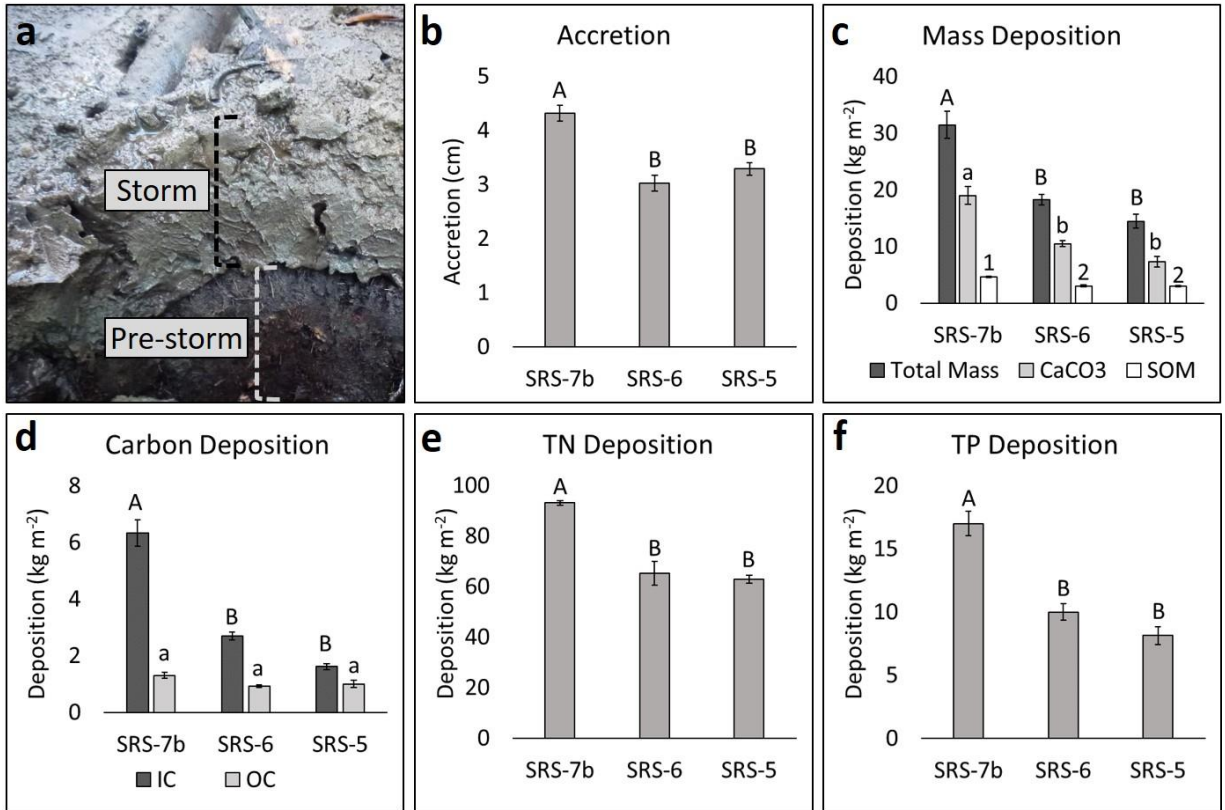 a
Storm
Pre-storm
b
Accretion
Accretion (cm)
5
4
3
2
1
0
A
B
B
SRS-7b SRS-6 SRS-5
c
Mass Deposition
Deposition (kg m⁻²)
40
30
20
10
0
A
a
1
B
b
2
B
b
2
SRS-7b SRS-6 SRS-5
Total Mass CaCO3 SOM
d
Carbon Deposition
Deposition (kg m⁻²)
8
6
4
2
0
A
a
B
a
B
a
SRS-7b SRS-6 SRS-5
IC OC
e
TN Deposition
Deposition (kg m⁻²)
100
80
60
40
20
0
A
B
B
SRS-7b SRS-6 SRS-5
f
TP Deposition
Deposition (kg m⁻²)
20
15
10
5
0
A
B
B
SRS-7b SRS-6 SRS-5